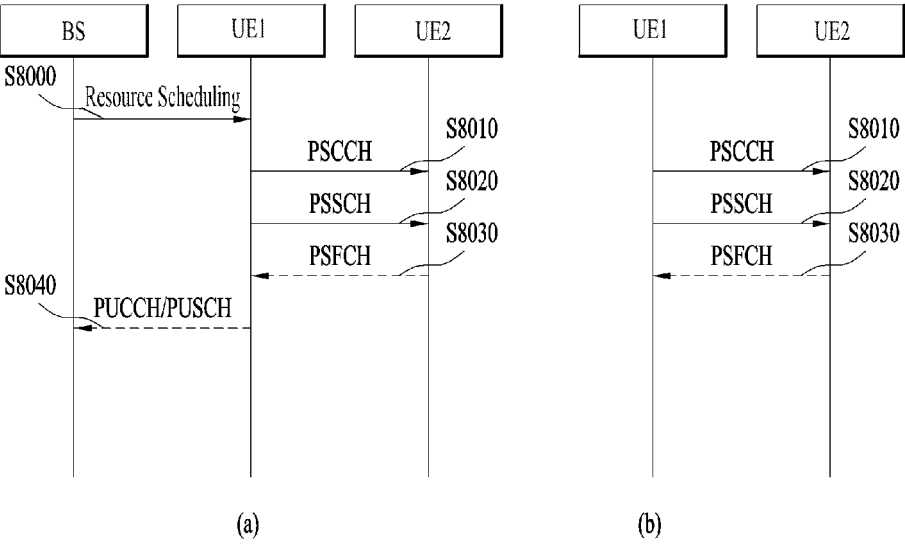 BS UE1 UE2 UE1 UE2
S8000
Resource Scheduling
S8010 S8010
PSCCH PSCCH
S8020 S8020
PSSCH PSSCH
S8030 S8030
PSFCH PSFCH
S8040
PUCCH/PUSCH
(a) (b)